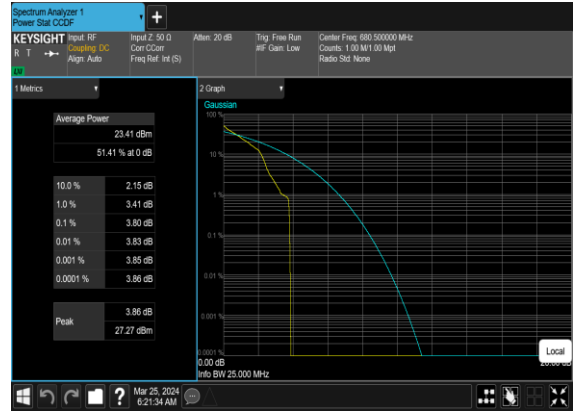 Spectrum Analyzer 1
Power Stat CCDF
KEYSIGHT
R T
LM
Input: RF
Coupling: DC
Align: Auto
Input Z: 50 Ω
Corr CCorr
Freq Ref: Int (S)
Atten: 20 dB
Trig: Free Run
#IF Gain: Low
Center Freq: 680.500000 MHz
Counts: 1.00 M/1.00 Mpt
Radio Std: None
1 Metrics
Average Power
23.41 dBm
51.41 % at 0 dB
10.0 % 2.15 dB
1.0 % 3.41 dB
0.1 % 3.80 dB
0.01 % 3.83 dB
0.001 % 3.85 dB
0.0001 % 3.86 dB
Peak
3.86 dB
27.27 dBm
2 Graph
Gaussian
100 %
10 %
1 %
0.1 %
0.01 %
0.001 %
0.0001 %
0.00 dB
Info BW 25.000 MHz
Local
Mar 25, 2024
6:21:34 AM